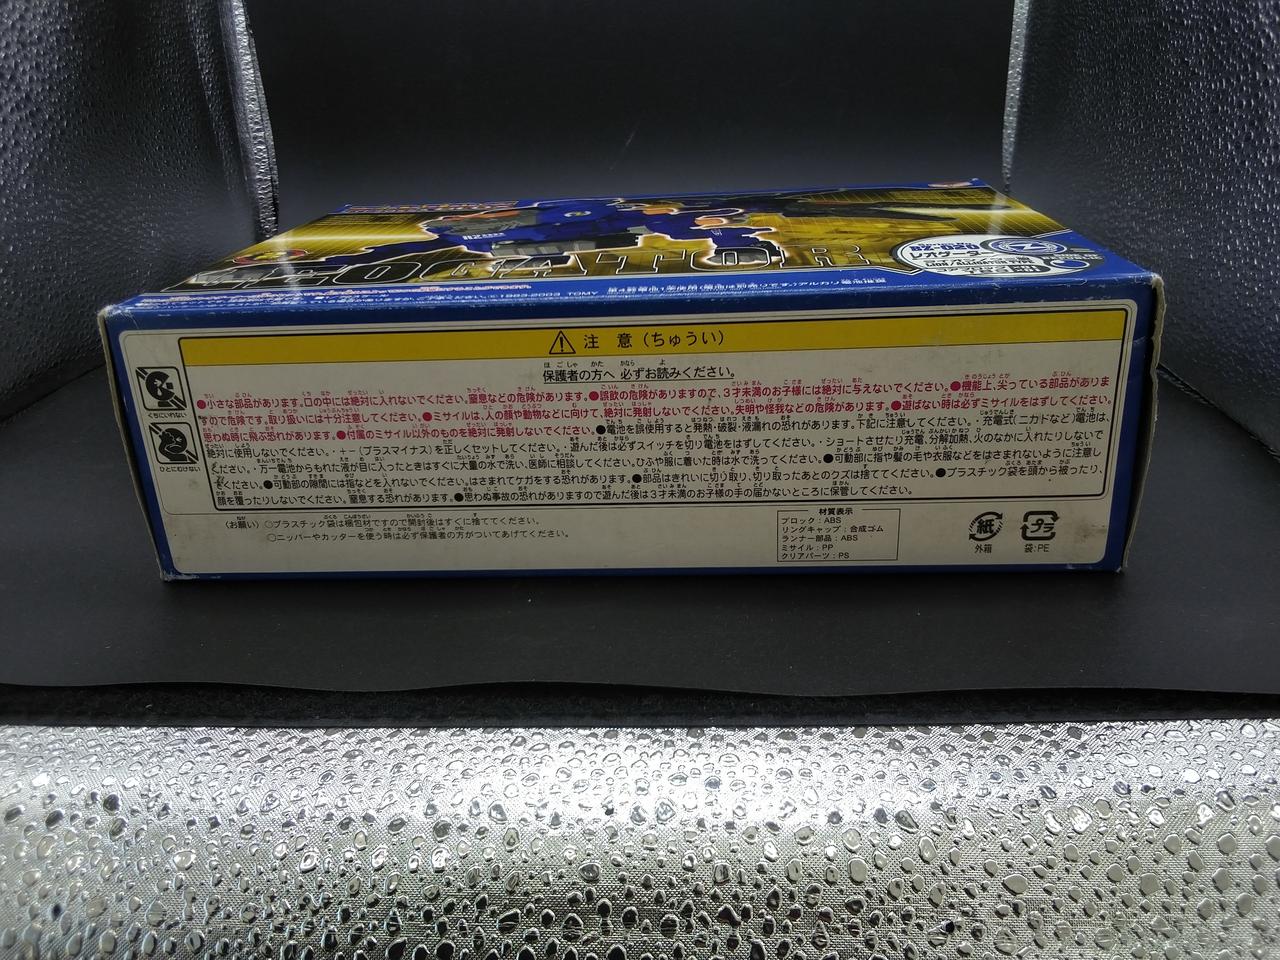 LEOGATOR
BZ-020
レオゲーター
©1983-2003 TOMY
注 意（ちゅうい）
保護者の方へ 必ずお読みください。
くちにいれない
ひとにむけない
●小さな部品があります。口の中には絶対に入れないでください。窒息などの危険があります。●誤飲の危険がありますので、3才未満のお子様には絶対に与えないでください。●機能上、尖っている部品がありま
すので危険です。取り扱いには十分注意してください。●ミサイルは、人の顔や動物などに向けて、絶対に発射しないでください。失明や怪我などの危険があります。●遊ばない時は必ずミサイルをはずしてください。
思わぬ時に飛ぶ恐れがあります。●付属のミサイル以外のものを絶対に発射しないでください。●電池を誤使用すると発熱・破裂・液漏れの恐れがあります。下記に注意してください。・充電式(ニカドなど)電池は、
絶対に使用しないでください。・＋－(プラスマイナス)を正しくセットしてください。・遊んだ後は必ずスイッチを切り電池をはずしてください。・ショートさせたり充電、分解、加熱、火のなかに入れたりしないで
ください。・万一電池からもれた液が目に入ったときはすぐに大量の水で洗い、医師に相談してください。ひふや服に着いた時は水で洗ってください。●可動部に指や髪の毛や衣服などをはさまれないように注意し
てください。●可動部の隙間には指などを入れないでください。はさまれてケガをする恐れがあります。●部品はきれいに切り取り、切り取ったあとのクズは捨ててください。●プラスチック袋を頭から被ったり、
顔を覆ったりしないでください。窒息する恐れがあります。●思わぬ事故の恐れがありますので遊んだ後は3才未満のお子様の手の届かないところに保管してください。
(お願い) ○プラスチック袋は梱包材ですので開封後はすぐに捨ててください。
○ニッパーやカッターを使う時は必ず保護者の方がついてあげてください。
材質表示
ブロック：ABS
リングキャップ：合成ゴム
ランナー部品：ABS
ミサイル：PP
クリアパーツ：PS
紙
外箱
プラ
袋:PE